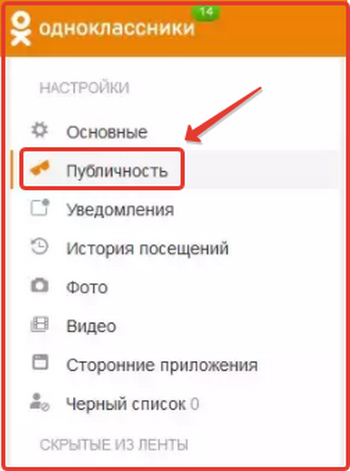 14
одноклассники
НАСТРОЙКИ
Основные
Публичность
Уведомления
История посещений
Фото
Видео
Сторонние приложения
Черный список 0
СКРЫТЫЕ ИЗ ЛЕНТЫ